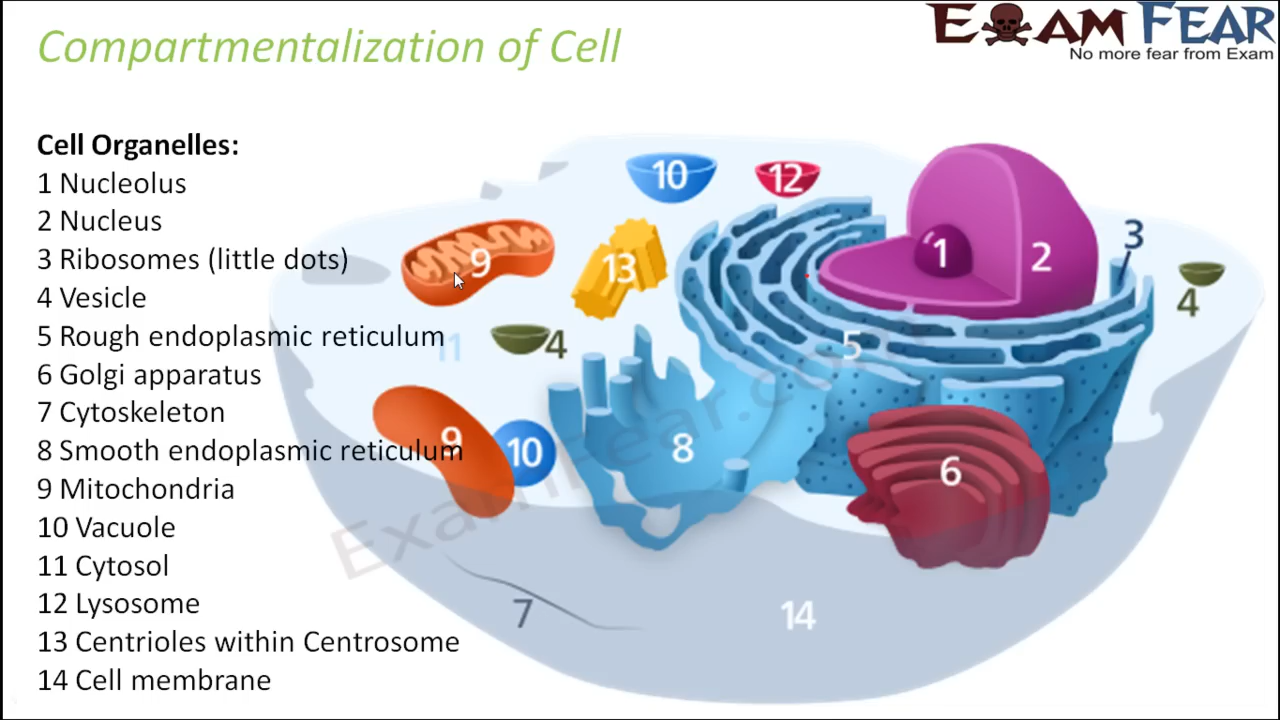 Compartmentalization of Cell
EXAM FEAR
No more fear from Exam
Cell Organelles:
1 Nucleolus
2 Nucleus
3 Ribosomes (little dots)
4 Vesicle
5 Rough endoplasmic reticulum
6 Golgi apparatus
7 Cytoskeleton
8 Smooth endoplasmic reticulum
9 Mitochondria
10 Vacuole
11 Cytosol
12 Lysosome
13 Centrioles within Centrosome
14 Cell membrane
10
12
9
13
1
2
3
4
11
4
5
9
10
8
6
7
14
ExamFear.com